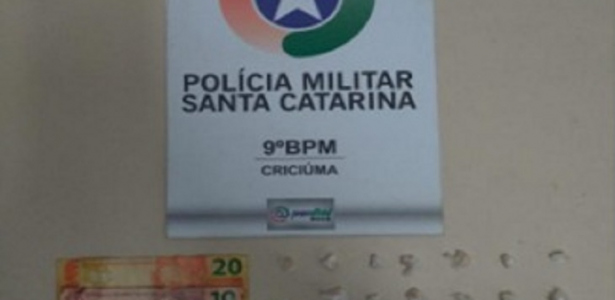 POLÍCIA MILITAR
SANTA CATARINA
9ºBPM
CRICIÚMA
20
10